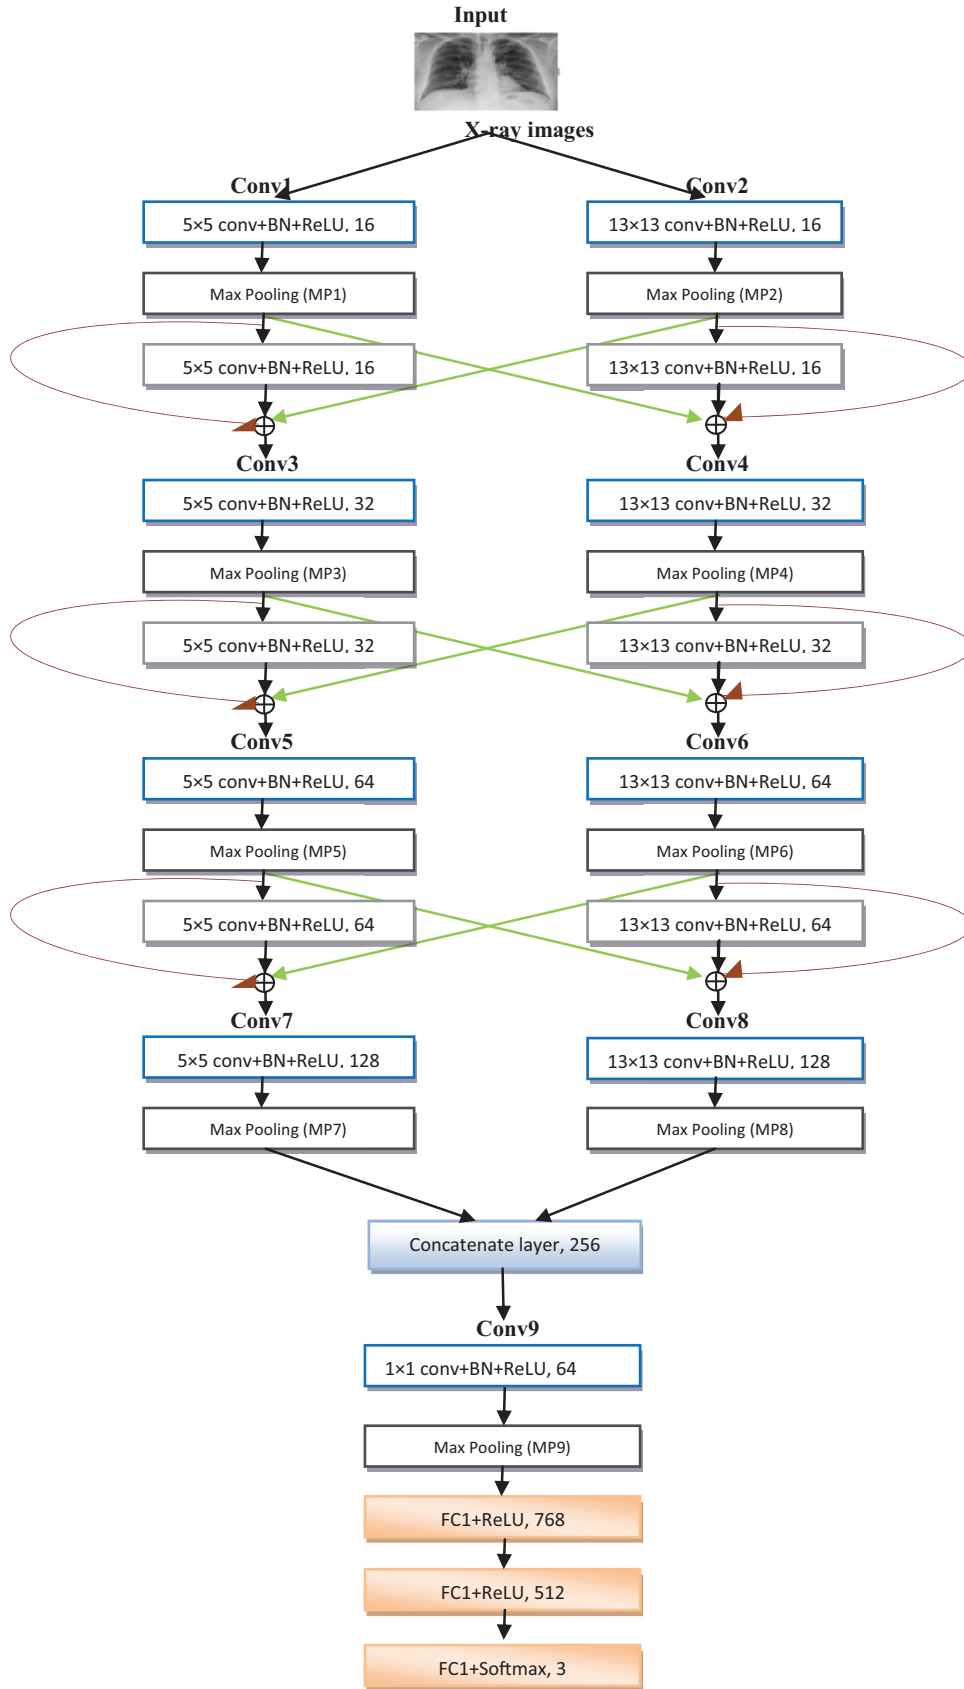 Input
X-ray images
Conv1
Conv2
5×5 conv+BN+ReLU, 16
13×13 conv+BN+ReLU, 16
Max Pooling (MP1)
Max Pooling (MP2)
5×5 conv+BN+ReLU, 16
13×13 conv+BN+ReLU, 16
Conv3
Conv4
5×5 conv+BN+ReLU, 32
13×13 conv+BN+ReLU, 32
Max Pooling (MP3)
Max Pooling (MP4)
5×5 conv+BN+ReLU, 32
13×13 conv+BN+ReLU, 32
Conv5
Conv6
5×5 conv+BN+ReLU, 64
13×13 conv+BN+ReLU, 64
Max Pooling (MP5)
Max Pooling (MP6)
5×5 conv+BN+ReLU, 64
13×13 conv+BN+ReLU, 64
Conv7
Conv8
5×5 conv+BN+ReLU, 128
13×13 conv+BN+ReLU, 128
Max Pooling (MP7)
Max Pooling (MP8)
Concatenate layer, 256
Conv9
1×1 conv+BN+ReLU, 64
Max Pooling (MP9)
FC1+ReLU, 768
FC1+ReLU, 512
FC1+Softmax, 3